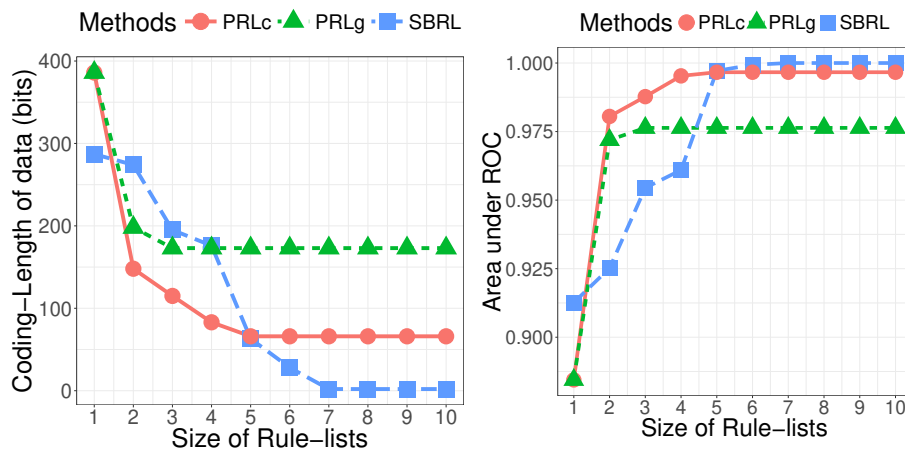 Methods PRLc PRLg SBRL
Coding-Length of data (bits)
400
300
200
100
0
1 2 3 4 5 6 7 8 9 10
Size of Rule-lists
Methods PRLc PRLg SBRL
Area under ROC
1.000
0.975
0.950
0.925
0.900
1 2 3 4 5 6 7 8 9 10
Size of Rule-lists